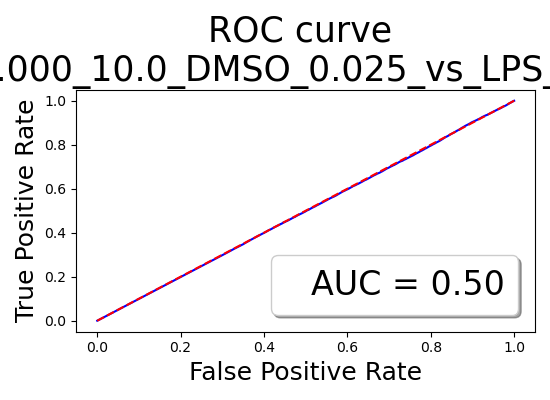 ROC curve
.000_10.0_DMSO_0.025_vs_LPS_
1.0
0.8
0.6
0.4
0.2
0.0
True Positive Rate
AUC = 0.50
0.0 0.2 0.4 0.6 0.8 1.0
False Positive Rate